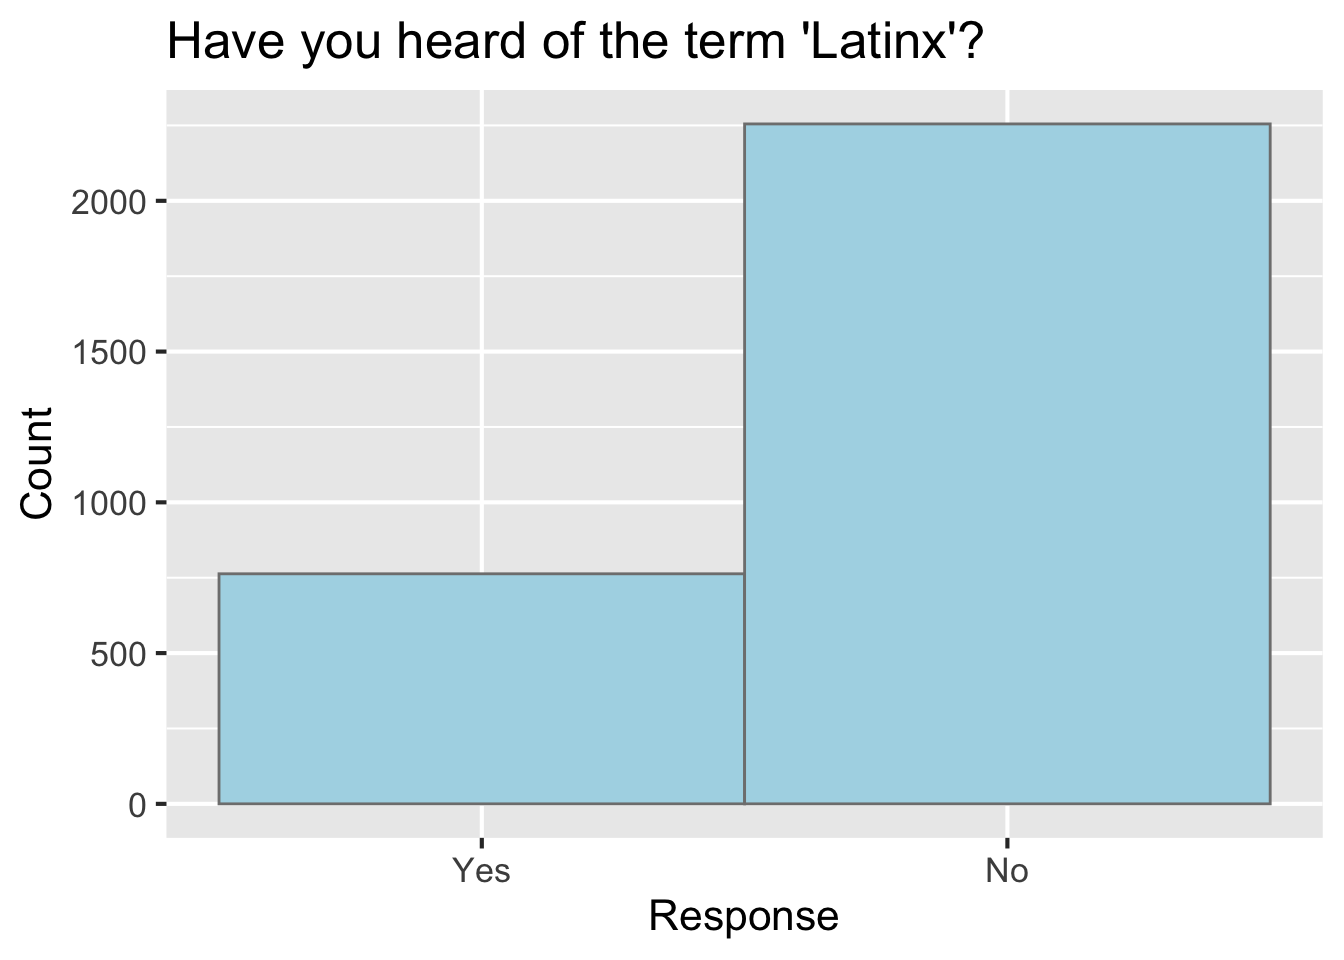 Have you heard of the term 'Latinx'?
2000
1500
1000
500
0
Count
Yes No
Response